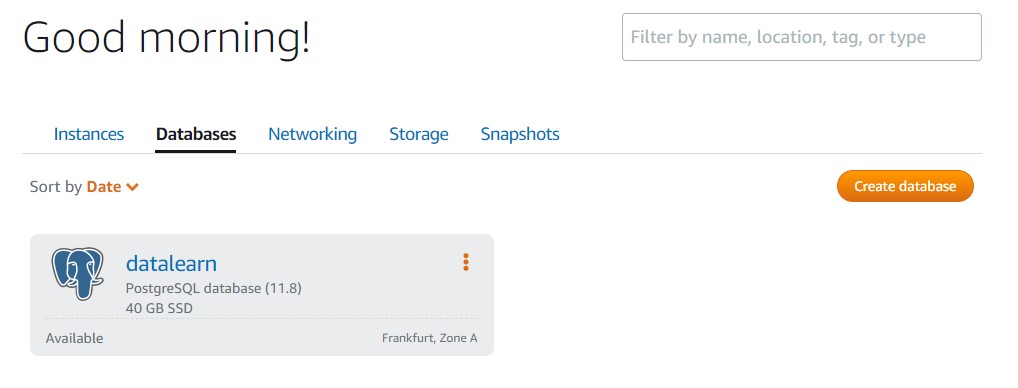 Good morning!
Filter by name, location, tag, or type
Instances Databases Networking Storage Snapshots
Sort by Date
Create database
datalearn
PostgreSQL database (11.8)
40 GB SSD
Available
Frankfurt, Zone A